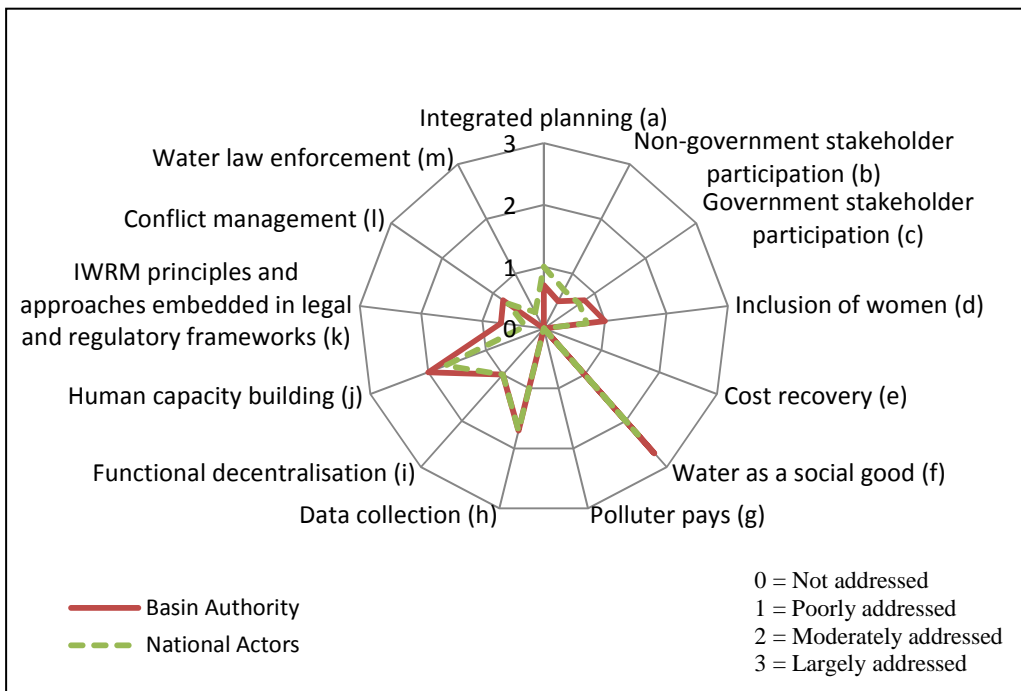 Integrated planning (a)
Non-government stakeholder
participation (b)
Government stakeholder
participation (c)
Inclusion of women (d)
Cost recovery (e)
Water as a social good (f)
Polluter pays (g)
Data collection (h)
Functional decentralisation (i)
Human capacity building (j)
IWRM principles and
approaches embedded in legal
and regulatory frameworks (k)
Conflict management (l)
Water law enforcement (m)
3
2
1
0
Basin Authority
National Actors
0 = Not addressed
1 = Poorly addressed
2 = Moderately addressed
3 = Largely addressed